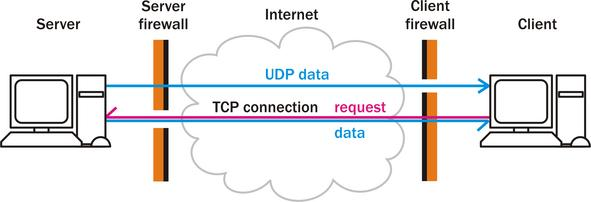 Server
Server
firewall
Internet
Client
firewall
Client
UDP data
TCP connection request
data